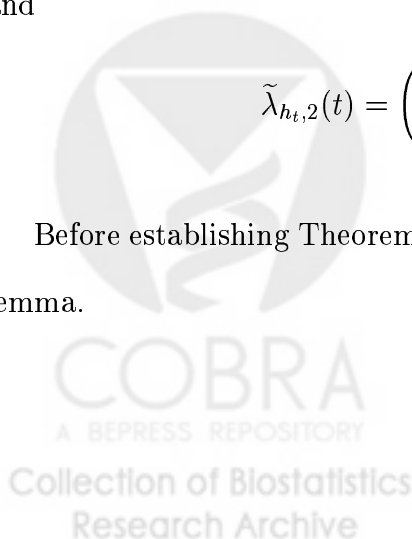 and
λ̃_{h_t,2}(t) = (
Before establishing Theorem
emma.
COBRA
A BEPRESS REPOSITORY
Collection of Biostatistics
Research Archive